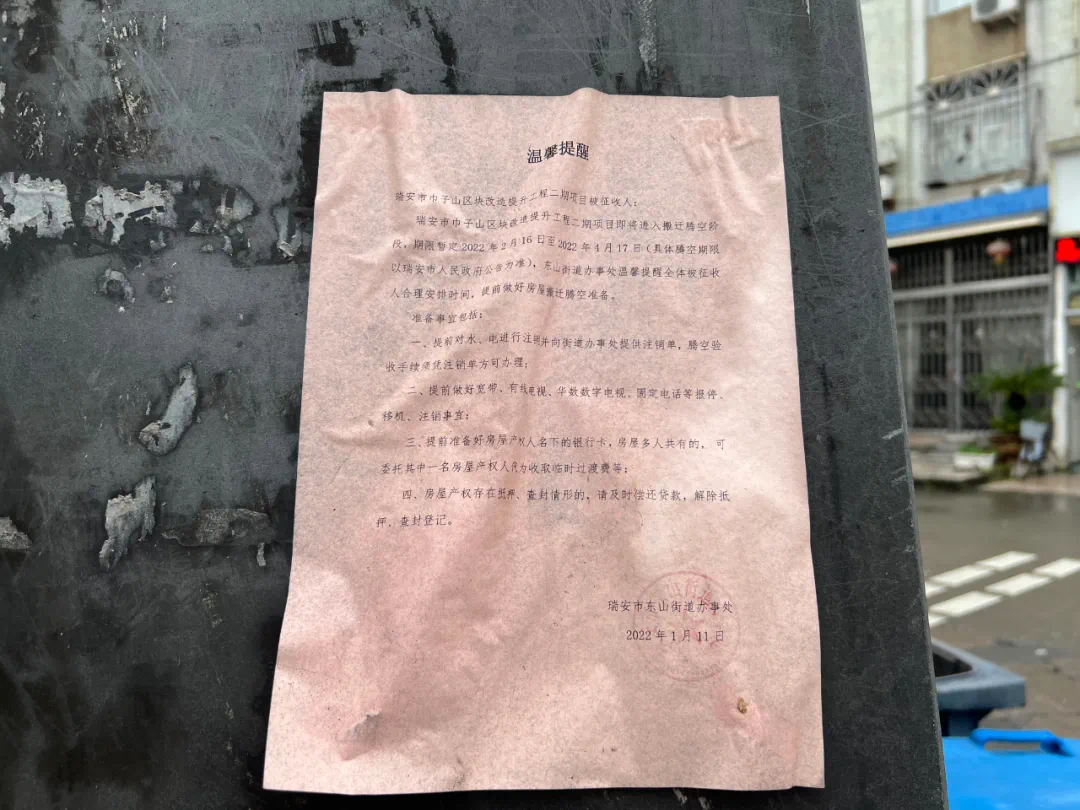 温馨提醒
瑞安市巾子山区块改造提升工程二期项目被征收人：
瑞安市巾子山区块改造提升工程二期项目即将进入搬迁腾空阶
段，期限暂定2022年2月16日至2022年4月17日（具体腾空期限
以瑞安市人民政府公告为准），东山街道办事处温馨提醒全体被征收
人合理安排时间，提前做好房屋搬迁腾空准备。
准备事宜包括：
一、提前对水、电进行注销并向街道办事处提供注销单，腾空验
收手续须凭注销单方可办理；
二、提前做好宽带、有线电视、华数数字电视、固定电话等报停、
移机、注销事宜；
三、提前准备好房屋产权人名下的银行卡，房屋多人共有的，可
委托其中一名房屋产权人代为收取临时过渡费等；
四、房屋产权存在抵押、查封情形的，请及时偿还贷款，解除抵
押、查封登记。
瑞安市东山街道办事处
2022年1月11日